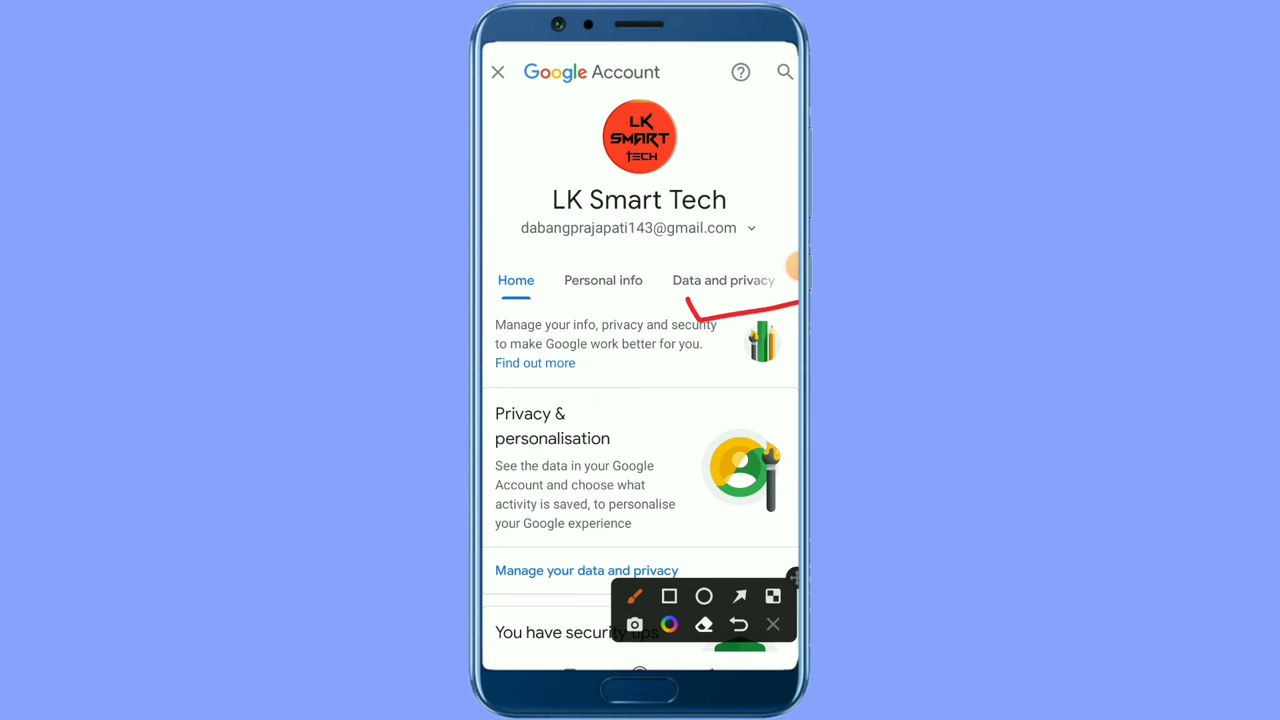 Google Account
LK
SMART
TECH
LK Smart Tech
dabangprajapati143@gmail.com
Home Personal info Data and privacy
Manage your info, privacy and security
to make Google work better for you.
Find out more
Privacy &
personalisation
See the data in your Google
Account and choose what
activity is saved, to personalise
your Google experience
Manage your data and privacy
You have security tips